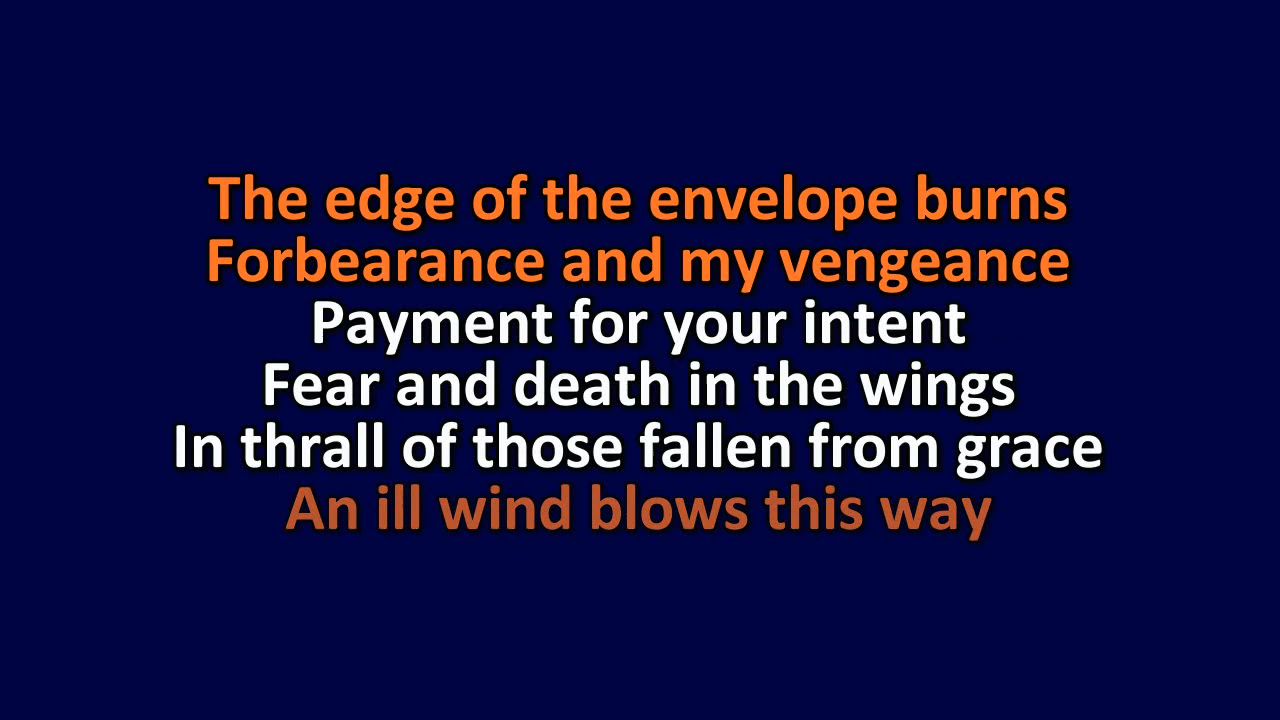 The edge of the envelope burns
Forbearance and my vengeance
Payment for your intent
Fear and death in the wings
In thrall of those fallen from grace
An ill wind blows this way